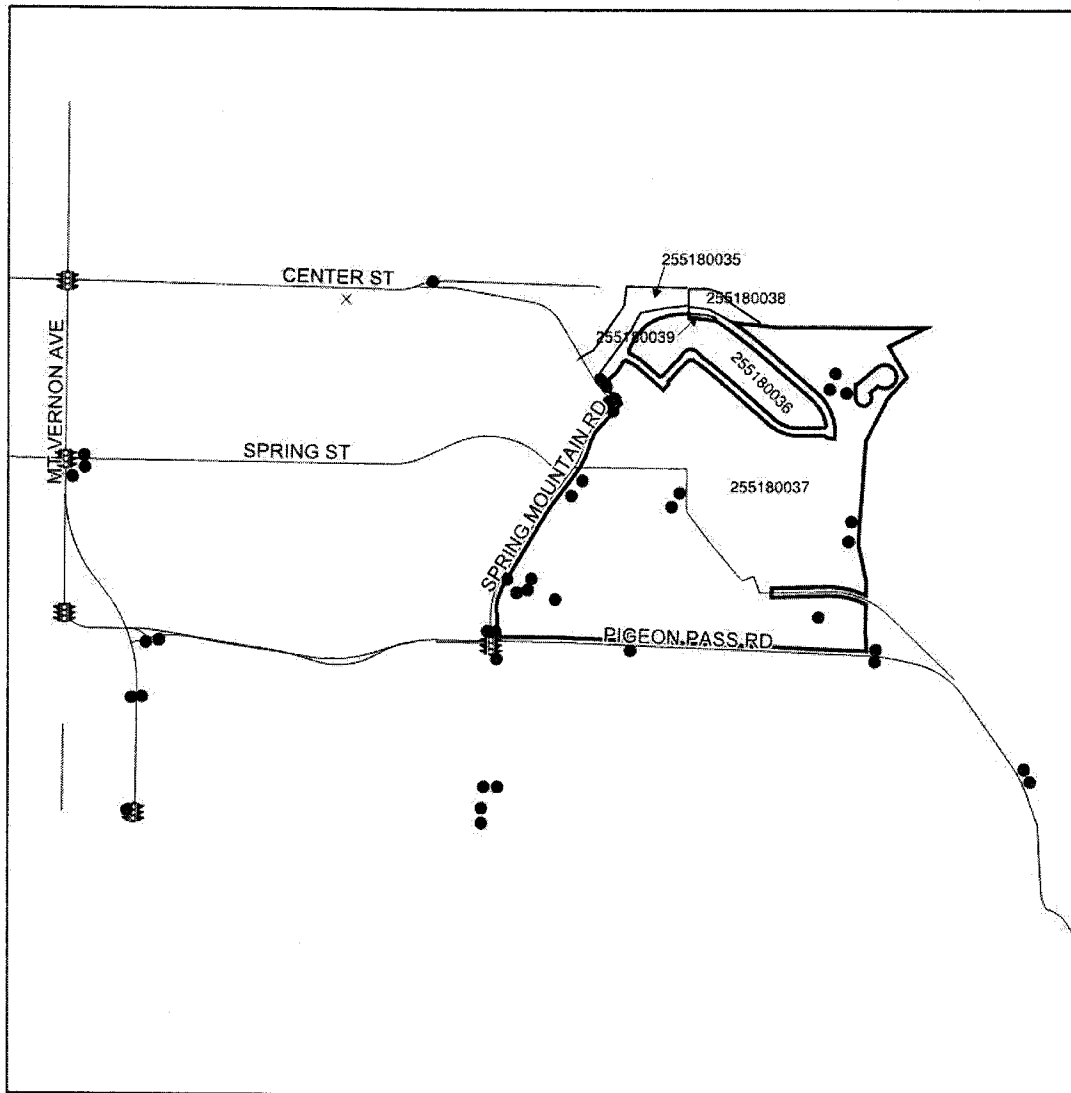 255180035
CENTER ST
255180038
255180039
MT.VERNON AVE
255180036
SPRING MOUNTAIN RD
SPRING ST
255180037
PIGEON PASS RD